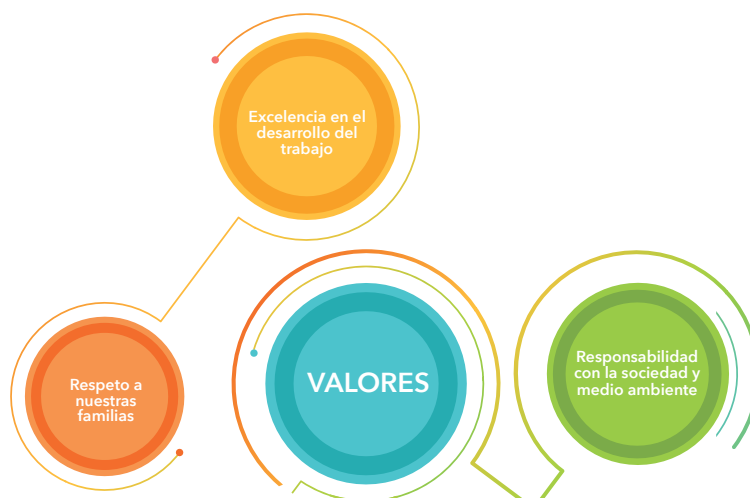 Excelencia en el
desarrollo del
trabajo
VALORES
Responsabilidad
con la sociedad y
medio ambiente
Respeto a
nuestras
familias